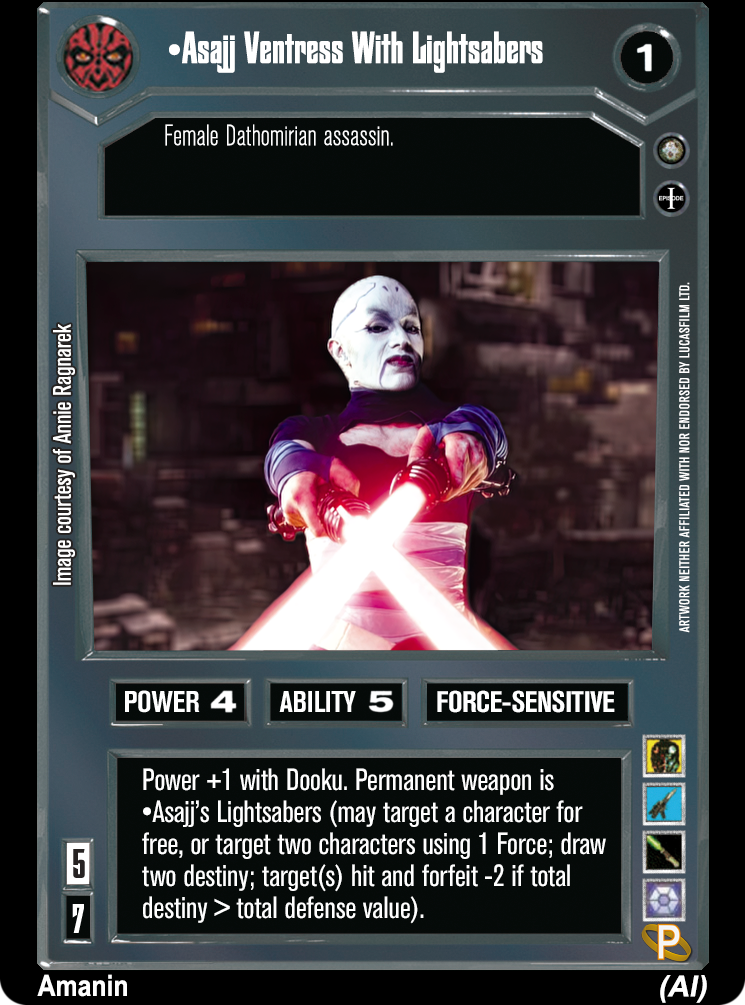 •Asajj Ventress With Lightsabers
1
Female Dathomirian assassin.
EPISODE
I
Image courtesy of Annie Ragnarek
ARTWORK NEITHER AFFILIATED WITH NOR ENDORSED BY LUCASFILM LTD.
POWER 4
ABILITY 5
FORCE-SENSITIVE
Power +1 with Dooku. Permanent weapon is
•Asajj's Lightsabers (may target a character for
free, or target two characters using 1 Force; draw
two destiny; target(s) hit and forfeit -2 if total
destiny > total defense value).
5
7
P
Amanin
(AI)